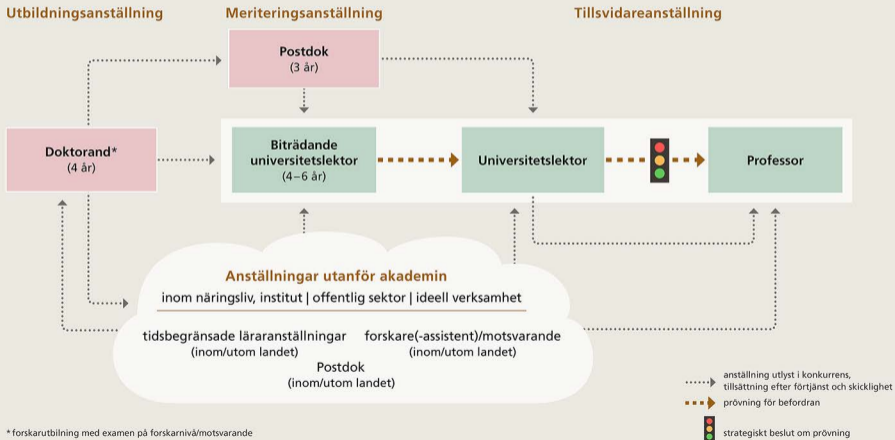 Utbildningsanställning
Meriteringsanställning
Tillsvidareanställning
Postdok
(3 år)
Doktorand*
(4 år)
Biträdande
universitetslektor
(4–6 år)
Universitetslektor
Professor
Anställningar utanför akademin
inom näringsliv, institut | offentlig sektor | ideell verksamhet
tidsbegränsade läraranställningar
(inom/utom landet)
forskare(-assistent)/motsvarande
(inom/utom landet)
Postdok
(inom/utom landet)
anställning utlyst i konkurrens,
tillsättning efter förtjänst och skicklighet
prövning för befordran
strategiskt beslut om prövning
*forskarutbilning med examen på forskarnivå/motsvarande